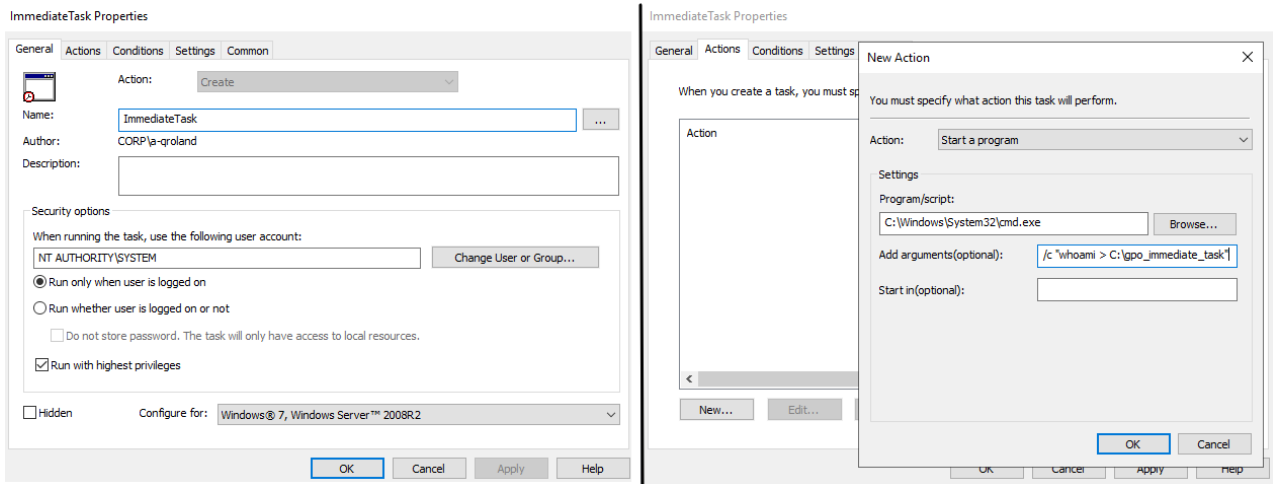 ImmediateTask Properties
General Actions Conditions Settings Common
Action: Create
Name: ImmediateTask ...
Author: CORP\a-qroland
Description:
Security options
When running the task, use the following user account:
NT AUTHORITY\SYSTEM Change User or Group...
Run only when user is logged on
Run whether user is logged on or not
Do not store password. The task will only have access to local resources.
Run with highest privileges
Hidden Configure for: Windows® 7, Windows Server™ 2008R2
OK Cancel Apply Help
ImmediateTask Properties
General Actions Conditions Settings
When you create a task, you must sp
Action
New... Edit...
OK Cancel Apply Help
New Action
You must specify what action this task will perform.
Action: Start a program
Settings
Program/script:
C:\Windows\System32\cmd.exe Browse...
Add arguments(optional): /c "whoami > C:\gpo_immediate_task"
Start in(optional):
OK Cancel